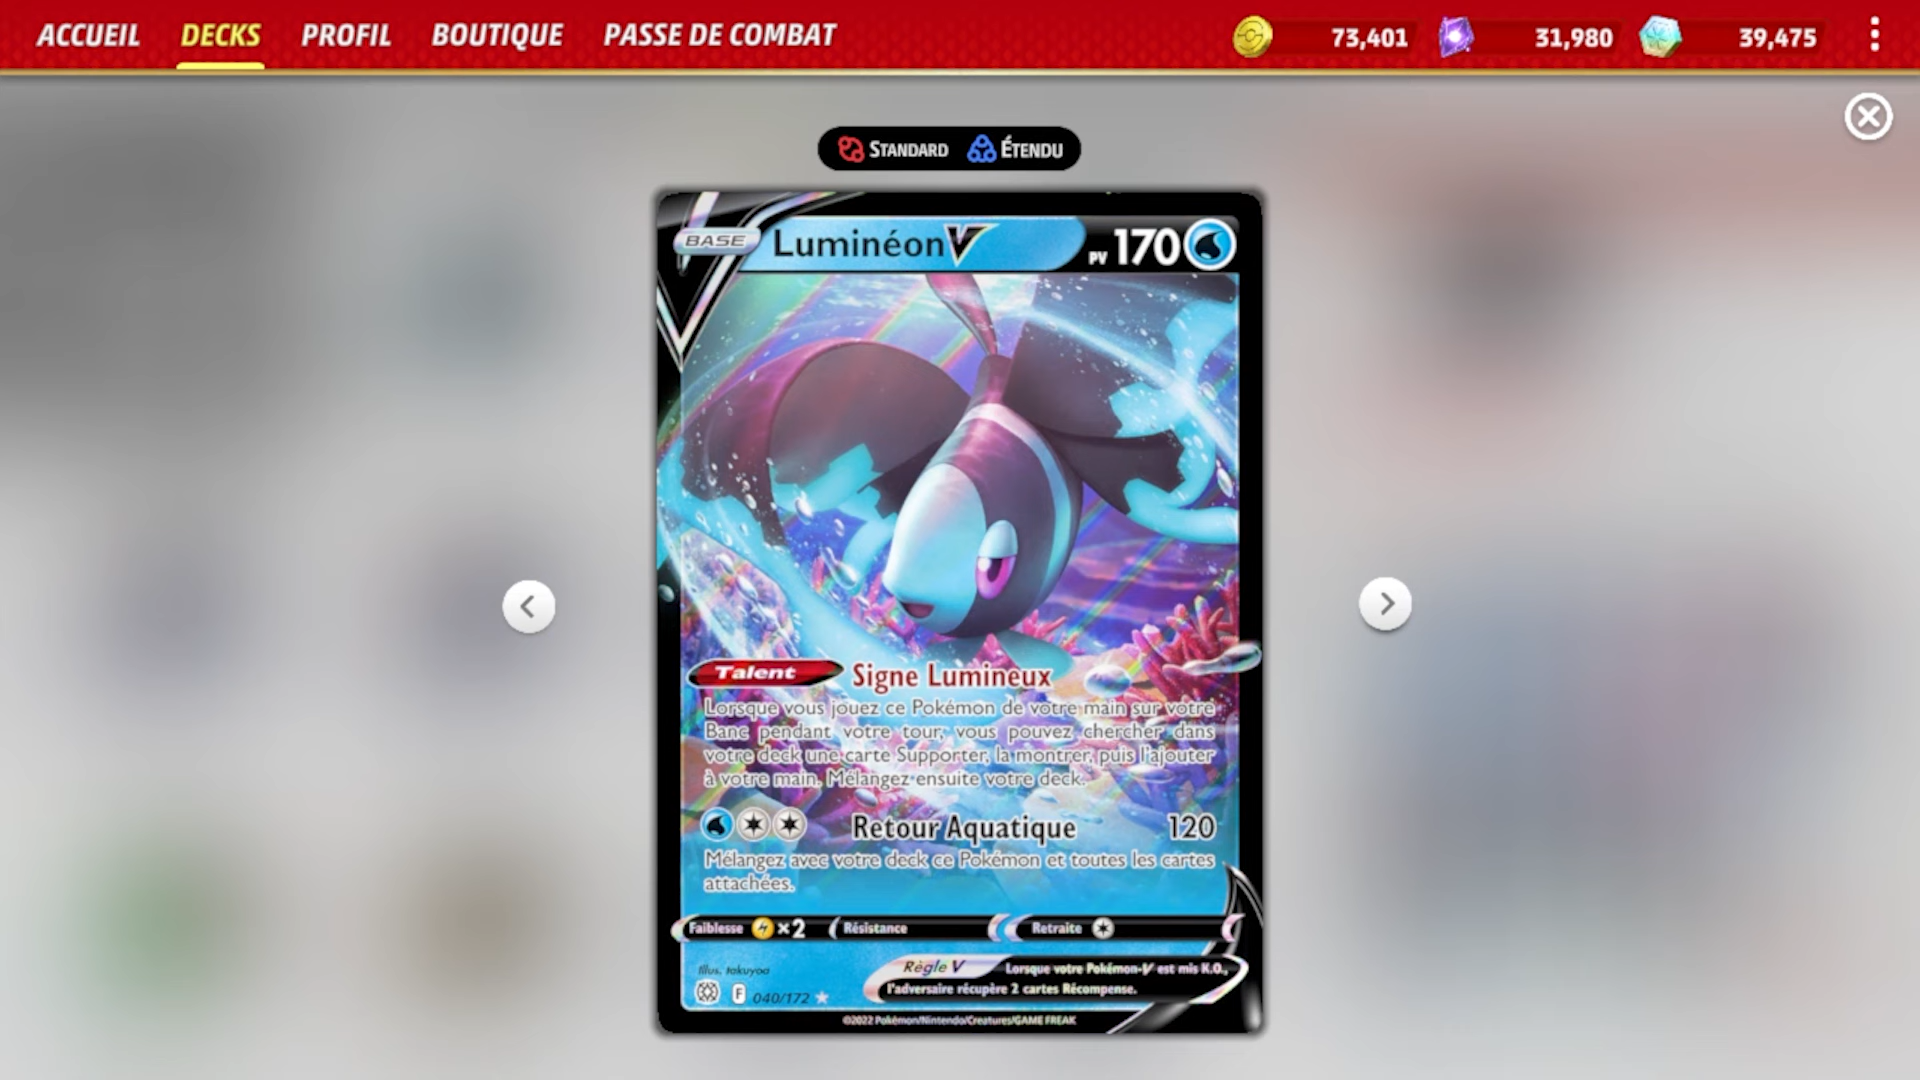 ACCUEIL DECKS PROFIL BOUTIQUE PASSE DE COMBAT 73,401 31,980 39,475
STANDARD ÉTENDU
BASE Luminéon V PV 170
Talent Signe Lumineux
Lorsque vous jouez ce Pokémon de votre main sur votre
Banc pendant votre tour, vous pouvez chercher dans
votre deck une carte Supporter, la montrer, puis l'ajouter
à votre main. Mélangez ensuite votre deck.
Retour Aquatique 120
Mélangez avec votre deck ce Pokémon et toutes les cartes
attachées.
Faiblesse ×2 Résistance Retraite
Illus. takuyoa
Règle V Lorsque votre Pokémon-V est mis K.O.,
l'adversaire récupère 2 cartes Récompense.
F 040/172
©2022 Pokémon/Nintendo/Creatures/GAME FREAK